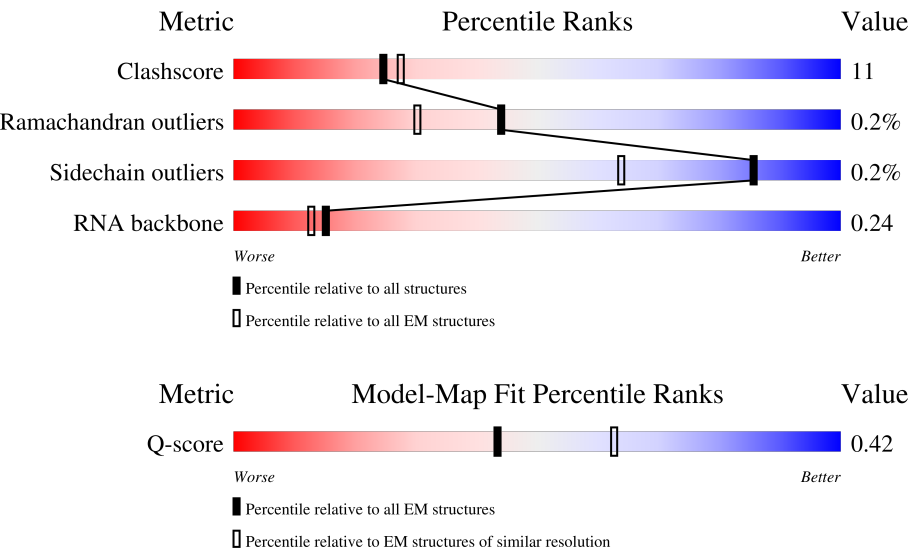 Metric Percentile Ranks Value
Clashscore 11
Ramachandran outliers 0.2%
Sidechain outliers 0.2%
RNA backbone 0.24
Worse Better
Percentile relative to all structures
Percentile relative to all EM structures
Metric Model-Map Fit Percentile Ranks Value
Q-score 0.42
Worse Better
Percentile relative to all EM structures
Percentile relative to EM structures of similar resolution